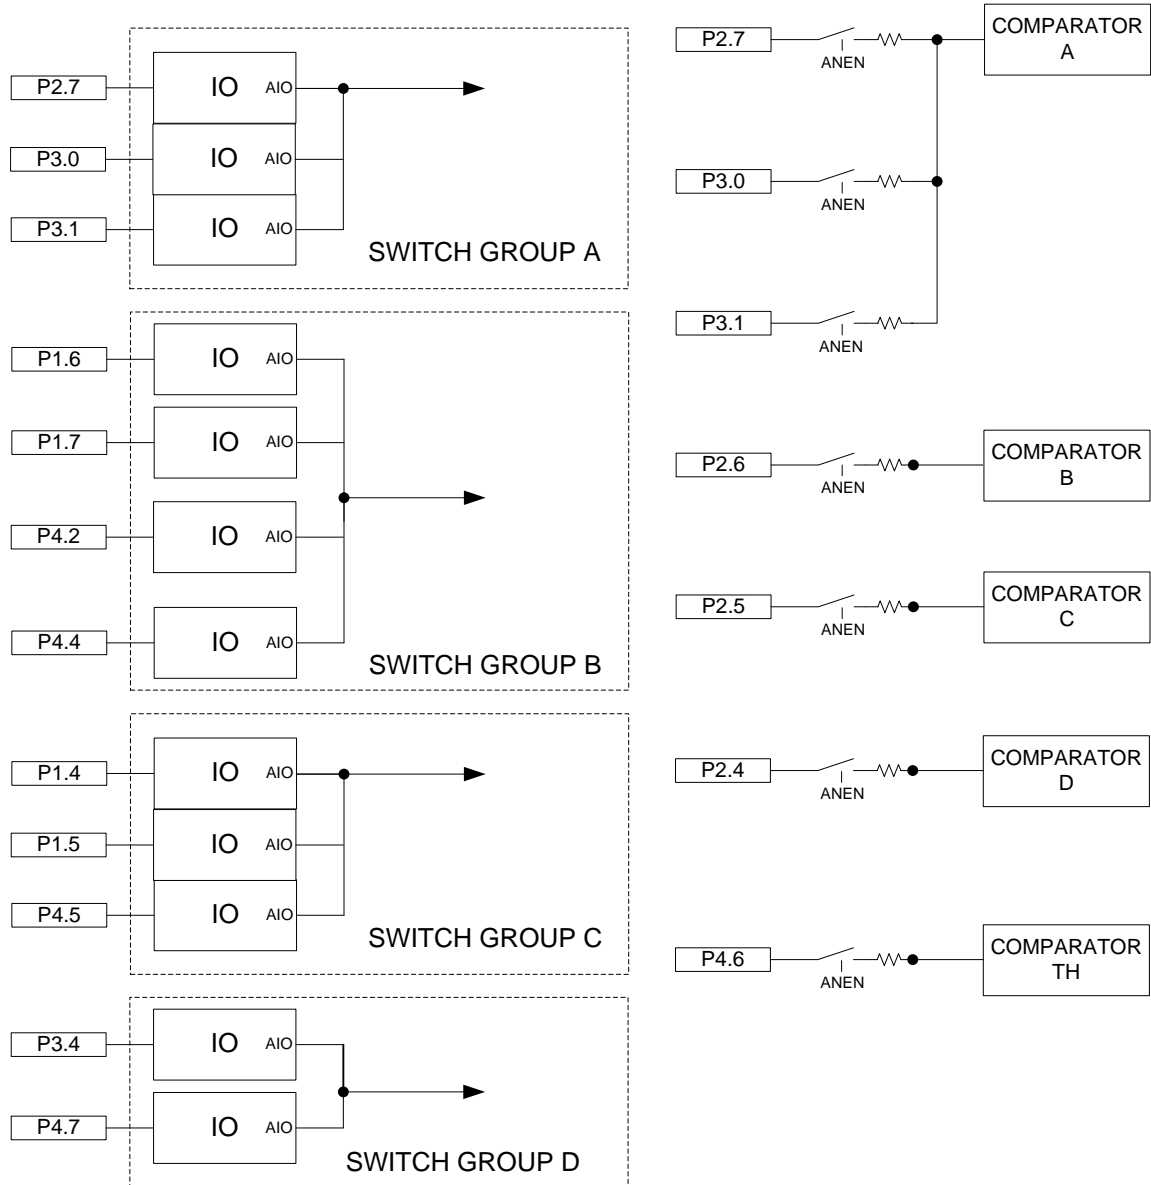 P2.7
IO
AIO
P3.0
IO
AIO
P3.1
IO
AIO
SWITCH GROUP A
P1.6
IO
AIO
P1.7
IO
AIO
P4.2
IO
AIO
P4.4
IO
AIO
SWITCH GROUP B
P1.4
IO
AIO
P1.5
IO
AIO
P4.5
IO
AIO
SWITCH GROUP C
P3.4
IO
AIO
P4.7
IO
AIO
SWITCH GROUP D
P2.7
ANEN
COMPARATOR
A
P3.0
ANEN
P3.1
ANEN
P2.6
ANEN
COMPARATOR
B
P2.5
ANEN
COMPARATOR
C
P2.4
ANEN
COMPARATOR
D
P4.6
ANEN
COMPARATOR
TH